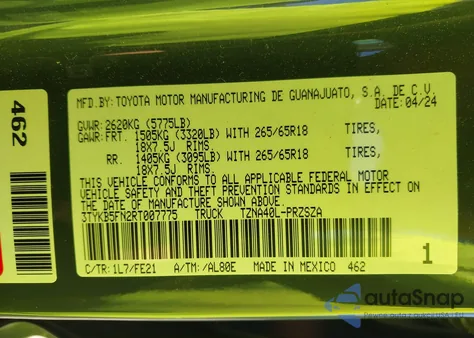 462
MFD.BY:TOYOTA MOTOR MANUFACTURING DE GUANAJUATO, S.A. DE C.V.
DATE: 04/24
GVWR: 2620KG (5775LB)
GAWR: FRT. 1505KG (3320LB) WITH 265/65R18 TIRES,
18X7.5J RIMS,
RR. 1405KG (3095LB) WITH 265/65R18 TIRES,
18X7.5J RIMS.
THIS VEHICLE CONFORMS TO ALL APPLICABLE FEDERAL MOTOR
VEHICLE SAFETY AND THEFT PREVENTION STANDARDS IN EFFECT ON
THE DATE OF MANUFACTURE SHOWN ABOVE.
3TYKB5FN2RT007775 TRUCK TZNA40L-PRZSZA
C/TR: 1L7/FE21 A/TM: /AL80E MADE IN MEXICO 462
1
autoSnap